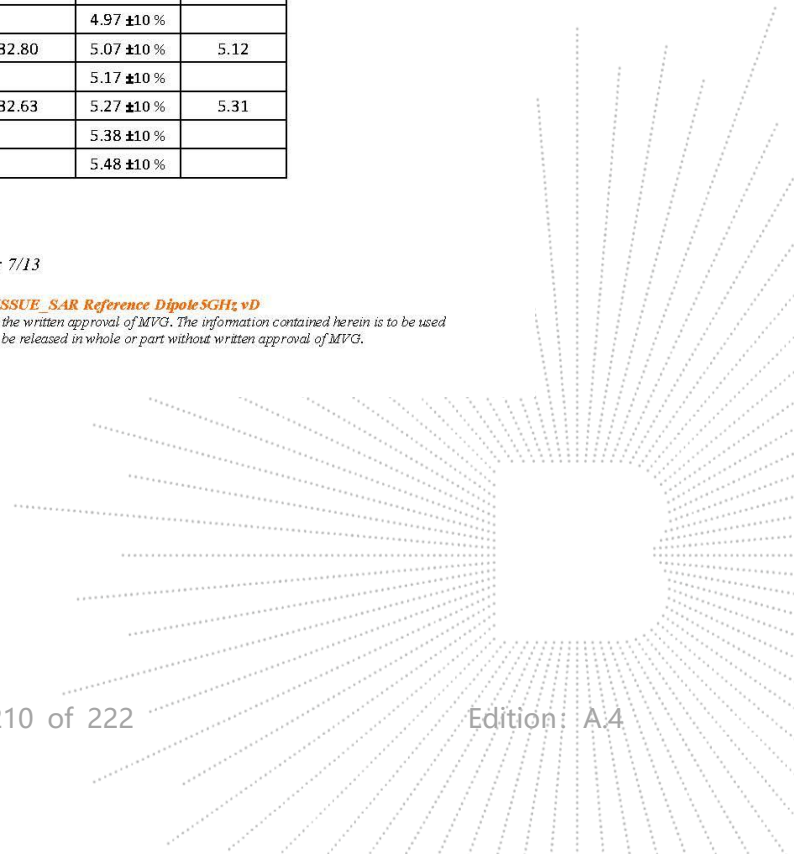 4.97 ±10 %
32.80 5.07 ±10 % 5.12
5.17 ±10 %
32.63 5.27 ±10 % 5.31
5.38 ±10 %
5.48 ±10 %
: 7/13
SSUE_SAR Reference Dipole5GHz vD
the written approval of MVG. The information contained herein is to be used
be released in whole or part without written approval of MVG.
210 of 222 Edition: A.4